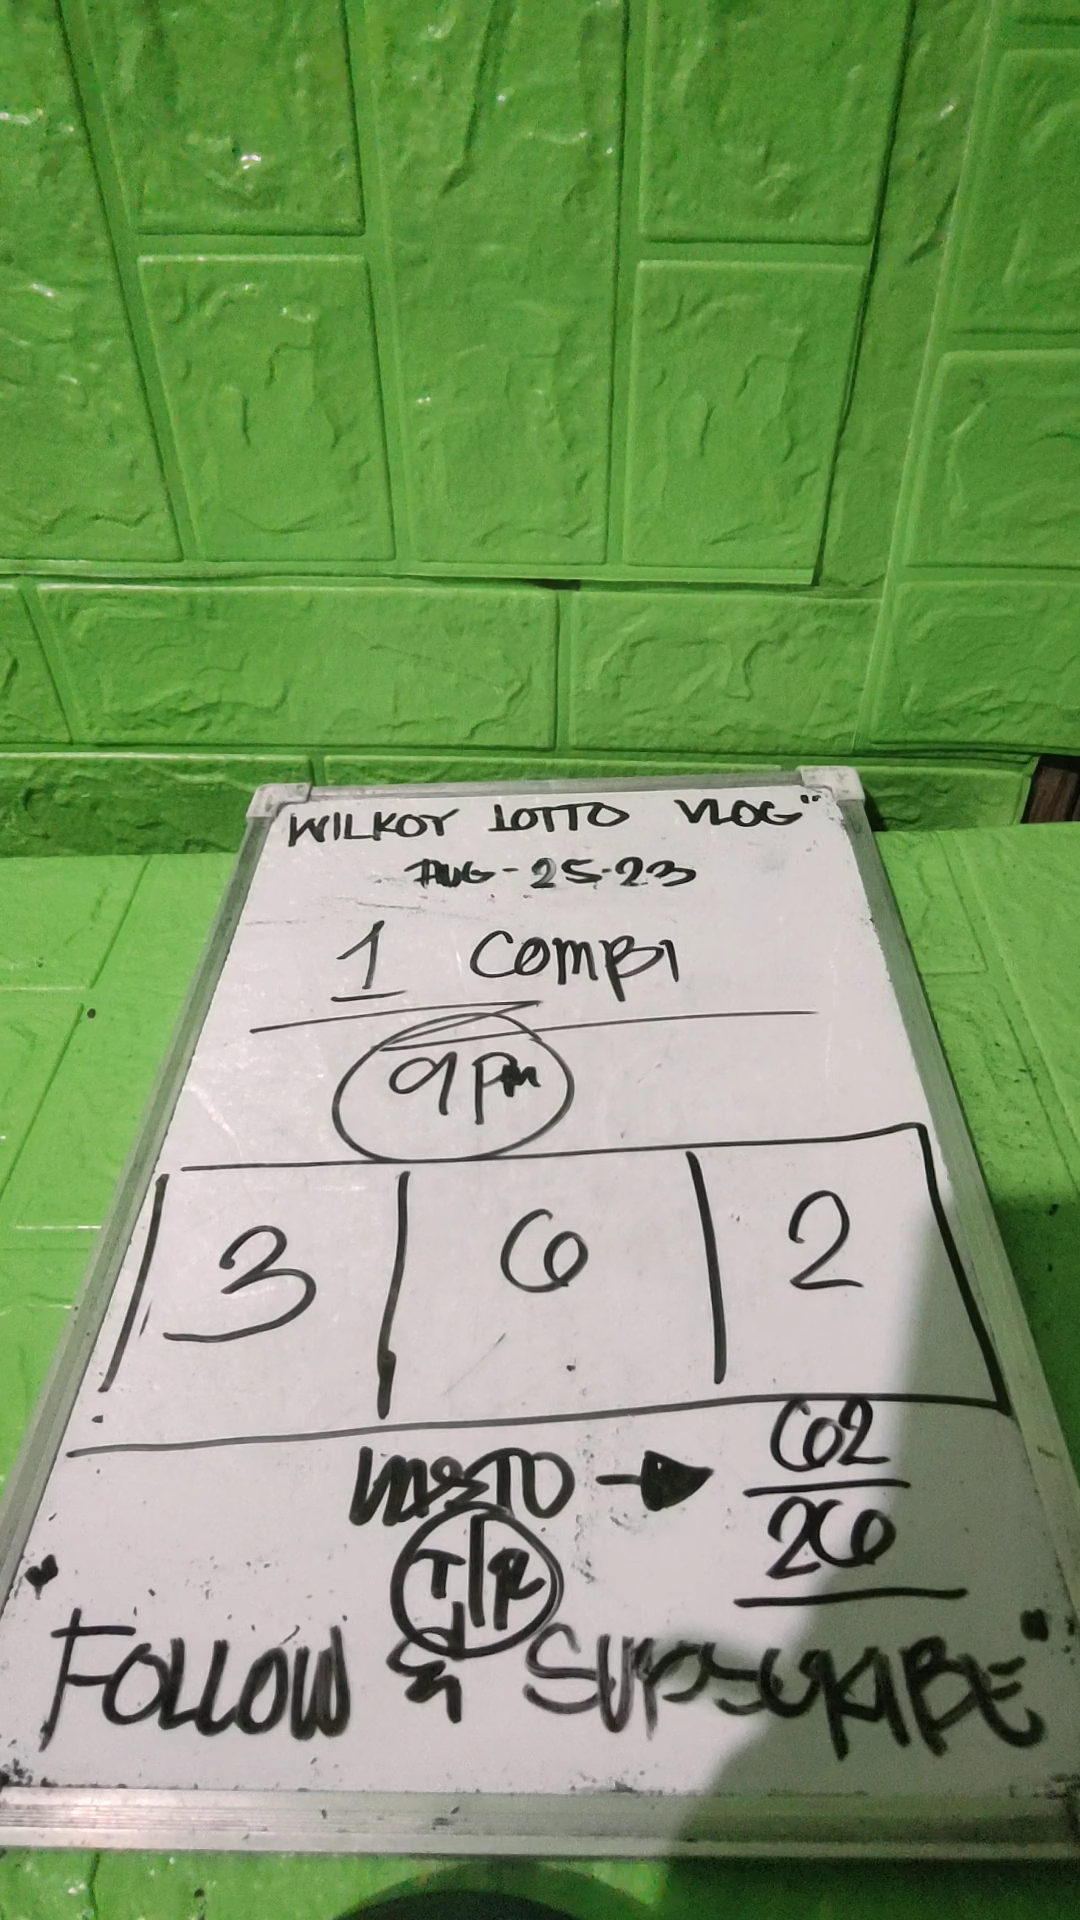 WILKOY LOTTO VLOG"
AUG-25-23
1 COMBI
9PM
3 6 2
62
26
T/R
"FOLLOW & SUBSCRIBE"